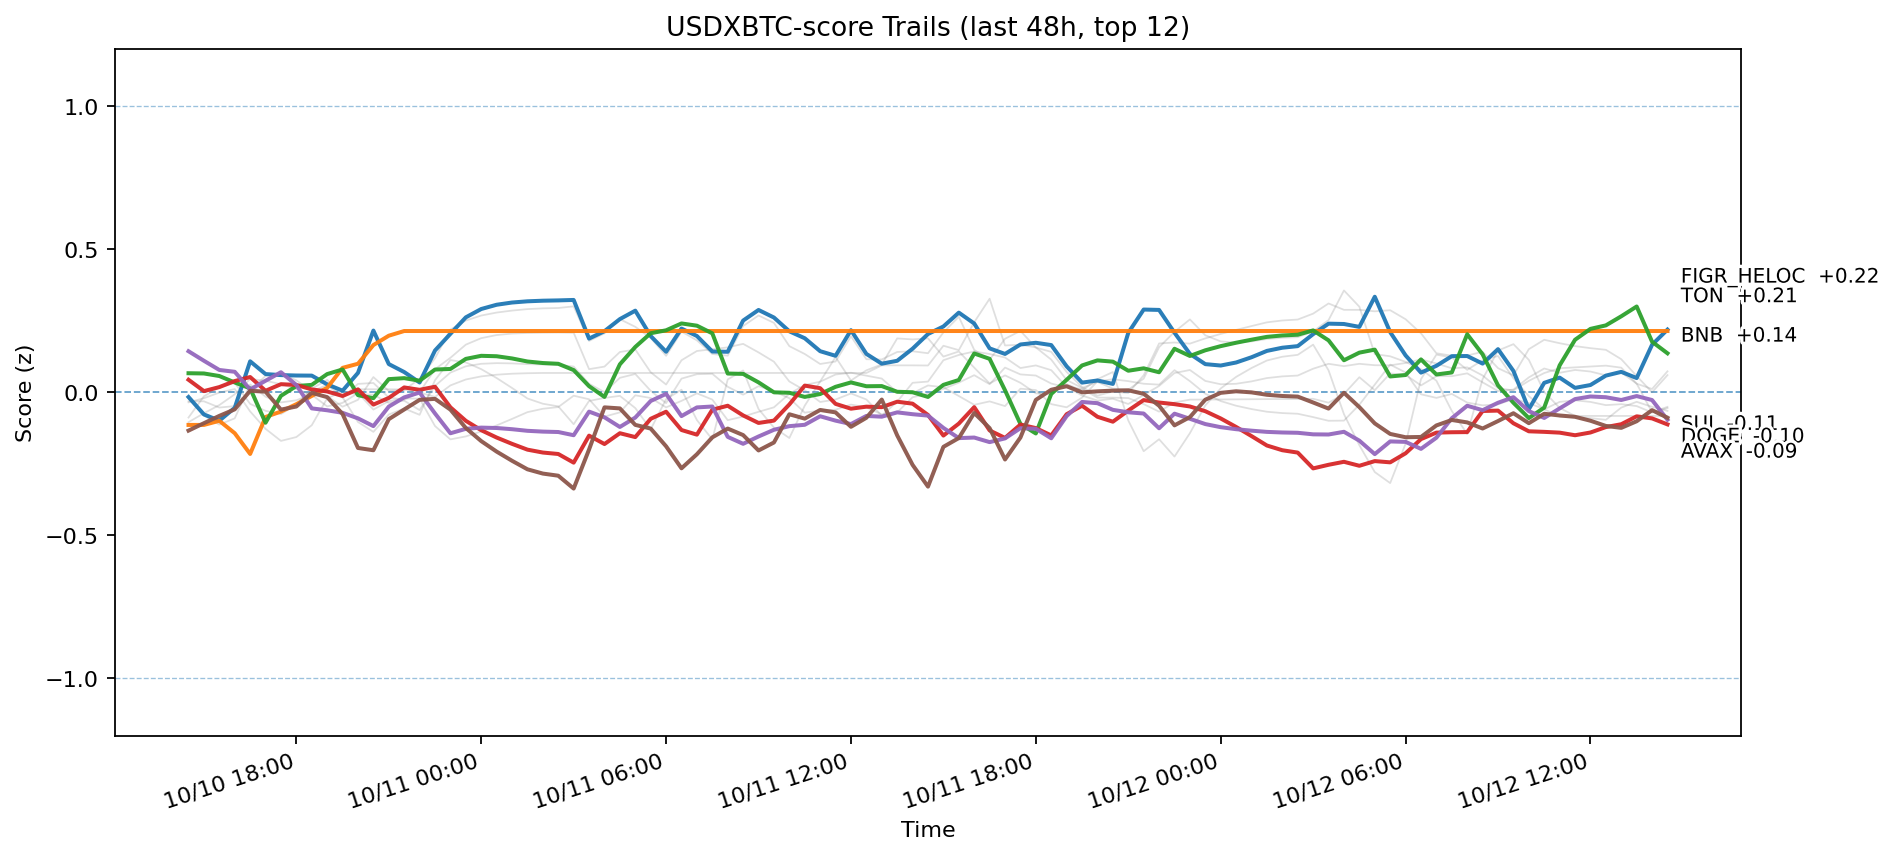 USDXBTC-score Trails (last 48h, top 12)
Score (z)
1.0
0.5
0.0
−0.5
−1.0
FIGR_HELOC +0.22
TON +0.21
BNB +0.14
SUI -0.11
DOGE -0.10
AVAX -0.09
10/10 18:00
10/11 00:00
10/11 06:00
10/11 12:00
10/11 18:00
10/12 00:00
10/12 06:00
10/12 12:00
Time